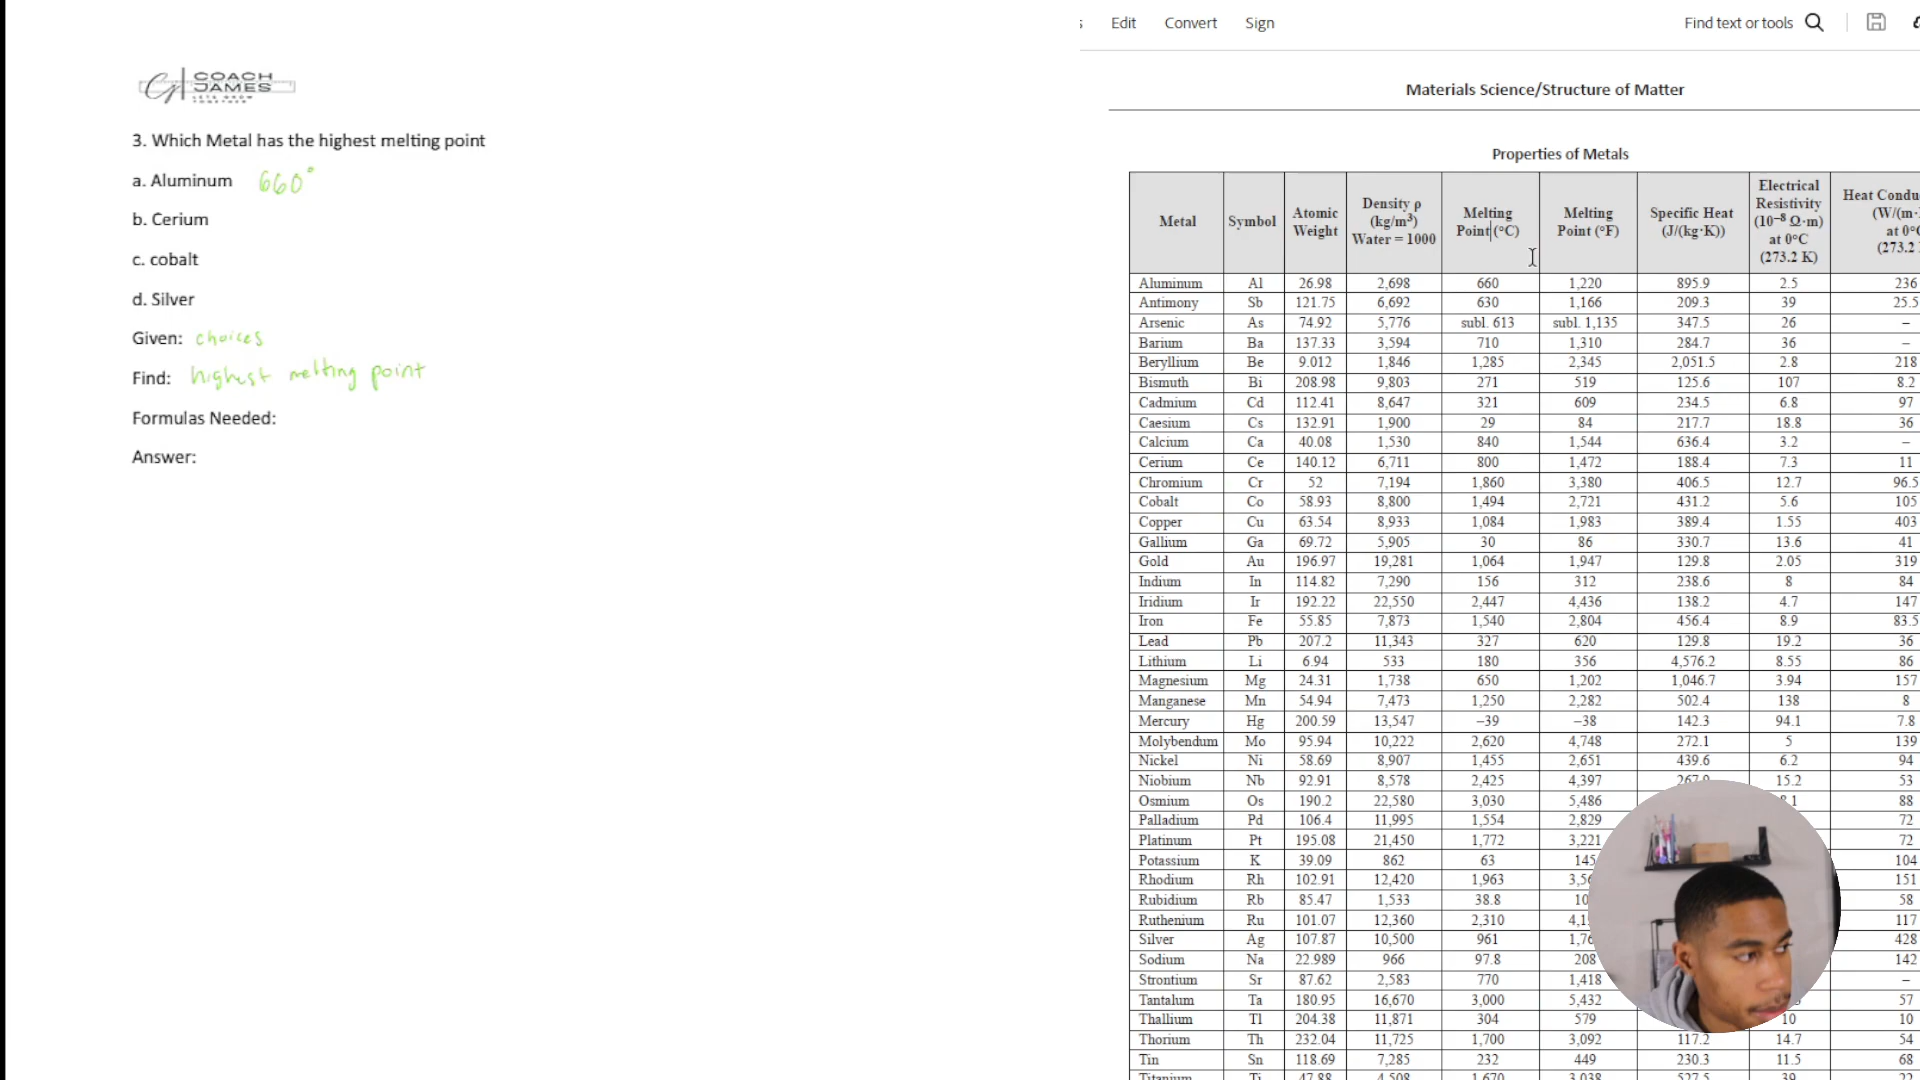 Edit Convert Sign Find text or tools
COACH
JAMES
3. Which Metal has the highest melting point
a. Aluminum 660°
b. Cerium
c. cobalt
d. Silver
Given: choices
Find: highest melting point
Formulas Needed:
Answer:
Materials Science/Structure of Matter
Properties of Metals
Metal Symbol Atomic Weight Density ρ (kg/m³) Water = 1000 Melting Point (°C) Melting Point (°F) Specific Heat (J/(kg·K)) Electrical Resistivity (10⁻⁸ Ω·m) at 0°C (273.2 K) Heat
Aluminum Al 26.98 2,698 660 1,220 895.9 2.5 236
Antimony Sb 121.75 6,692 630 1,166 209.3 39 25.5
Arsenic As 74.92 5,776 subl. 613 subl. 1,135 347.5 26 –
Barium Ba 137.33 3,594 710 1,310 284.7 36 –
Beryllium Be 9.012 1,846 1,285 2,345 2,051.5 2.8 218
Bismuth Bi 208.98 9,803 271 519 125.6 107 8.2
Cadmium Cd 112.41 8,647 321 609 234.5 6.8 97
Caesium Cs 132.91 1,900 29 84 217.7 18.8 36
Calcium Ca 40.08 1,530 840 1,544 636.4 3.2 –
Cerium Ce 140.12 6,711 800 1,472 188.4 7.3 11
Chromium Cr 52 7,194 1,860 3,380 406.5 12.7 96.5
Cobalt Co 58.93 8,800 1,494 2,721 431.2 5.6 105
Copper Cu 63.54 8,933 1,084 1,983 389.4 1.55 403
Gallium Ga 69.72 5,905 30 86 330.7 13.6 41
Gold Au 196.97 19,281 1,064 1,947 129.8 2.05 319
Indium In 114.82 7,290 156 312 238.6 8 84
Iridium Ir 192.22 22,550 2,447 4,436 138.2 4.7 147
Iron Fe 55.85 7,873 1,540 2,804 456.4 8.9 83.5
Lead Pb 207.2 11,343 327 620 129.8 19.2 36
Lithium Li 6.94 533 180 356 4,576.2 8.55 86
Magnesium Mg 24.31 1,738 650 1,202 1,046.7 3.94 157
Manganese Mn 54.94 7,473 1,250 2,282 502.4 138 8
Mercury Hg 200.59 13,547 –39 –38 142.3 94.1 7.8
Molybendum Mo 95.94 10,222 2,620 4,748 272.1 5 139
Nickel Ni 58.69 8,907 1,455 2,651 439.6 6.2 94
Niobium Nb 92.91 8,578 2,425 4,397 15.2 53
Osmium Os 190.2 22,580 3,030 5,486 88
Palladium Pd 106.4 11,995 1,554 2,829 72
Platinum Pt 195.08 21,450 1,772 3,221 72
Potassium K 39.09 862 63 145 104
Rhodium Rh 102.91 12,420 1,963 151
Rubidium Rb 85.47 1,533 38.8 58
Ruthenium Ru 101.07 12,360 2,310 117
Silver Ag 107.87 10,500 961 428
Sodium Na 22.989 966 97.8 208 142
Strontium Sr 87.62 2,583 770 1,418 –
Tantalum Ta 180.95 16,670 3,000 5,432 57
Thallium Tl 204.38 11,871 304 579 10 10
Thorium Th 232.04 11,725 1,700 3,092 117.2 14.7 54
Tin Sn 118.69 7,285 232 449 230.3 11.5 68
Titanium Ti 47.88 4,508 1,670 3,038 527.5 39 22